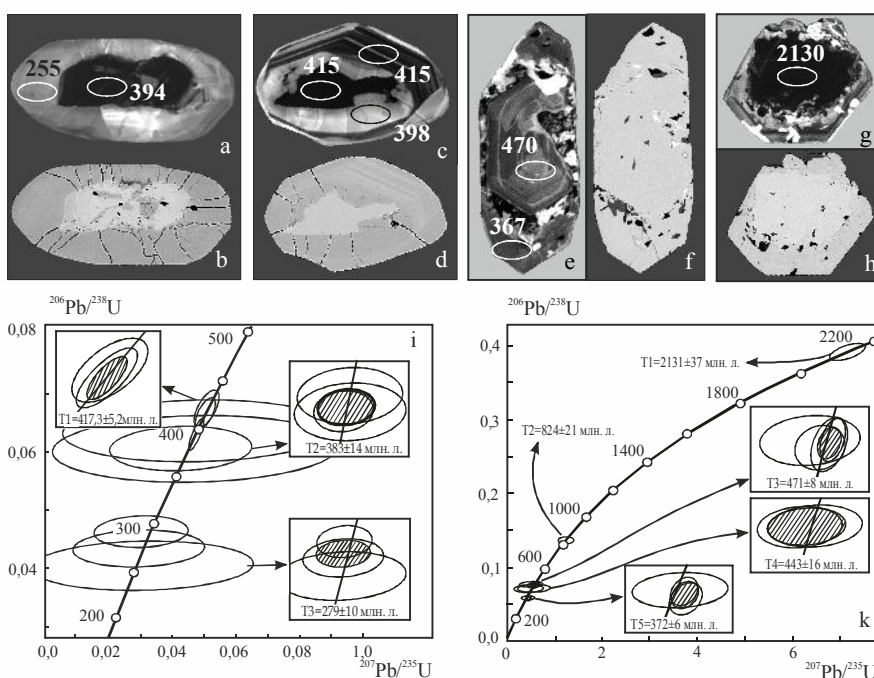 255
394
a
b
415
415
398
c
d
470
367
e
f
2130
g
h
206Pb/238U
0,08
0,06
0,04
500
400
300
200
i
T1=417,3±5,2млн. л.
T2=383±14 млн. л.
T3=279±10 млн. л.
0,0
0,02
0,04
0,06
0,06
1.0
207Pb/235U
206Pb/238U
0,4
0,3
0,2
0,1
0,0
2200
1800
1400
1000
600
200
T1=2131±37 млн. л.
T2=824±21 млн. л.
T3=471±8 млн. л.
T4=443±16 млн. л.
T5=372±6 млн. л.
k
0
2
4
6
207Pb/235U